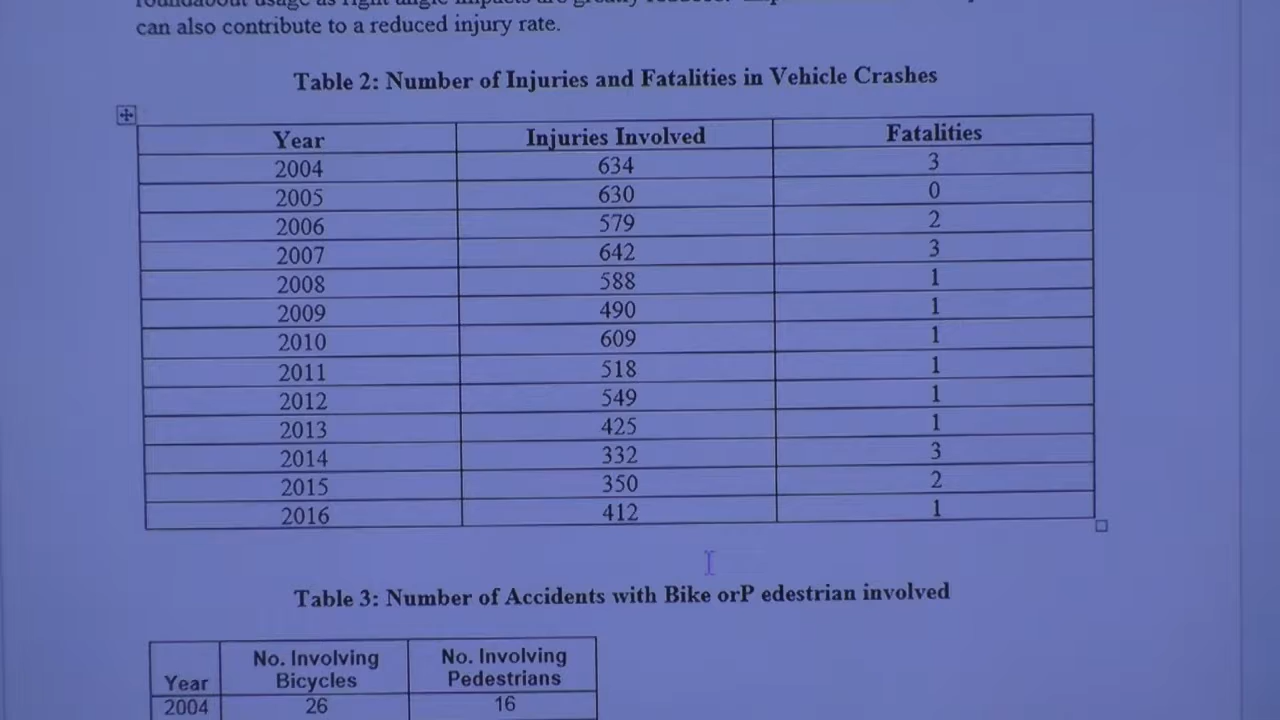 can also contribute to a reduced injury rate.
Table 2: Number of Injuries and Fatalities in Vehicle Crashes
Year Injuries Involved Fatalities
2004 634 3
2005 630 0
2006 579 2
2007 642 3
2008 588 1
2009 490 1
2010 609 1
2011 518 1
2012 549 1
2013 425 1
2014 332 3
2015 350 2
2016 412 1
Table 3: Number of Accidents with Bike orP edestrian involved
Year No. Involving Bicycles No. Involving Pedestrians
2004 26 16